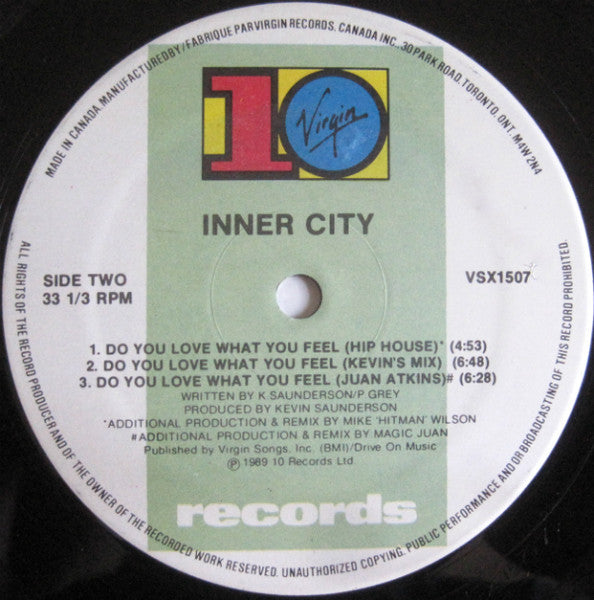 MADE IN CANADA. MANUFACTURED BY/FABRIQUE PAR VIRGIN RECORDS. CANADA INC., 30 PARK ROAD, TORONTO, ONT. M4W 2N4
10
Virgin
INNER CITY
SIDE TWO
33 1/3 RPM
VSX1507
1. DO YOU LOVE WHAT YOU FEEL (HIP HOUSE)* (4:53)
2. DO YOU LOVE WHAT YOU FEEL (KEVIN'S MIX) (6:48)
3. DO YOU LOVE WHAT YOU FEEL (JUAN ATKINS)# (6:28)
WRITTEN BY K.SAUNDERSON/P.GREY
PRODUCED BY KEVIN SAUNDERSON
*ADDITIONAL PRODUCTION & REMIX BY MIKE 'HITMAN' WILSON
#ADDITIONAL PRODUCTION & REMIX BY MAGIC JUAN
Published by Virgin Songs, Inc. (BMI)/Drive On Music
℗ 1989 10 Records Ltd.
records
ALL RIGHTS OF THE RECORD PRODUCER AND OF THE OWNER OF THE RECORDED WORK RESERVED. UNAUTHORIZED COPYING, PUBLIC PERFORMANCE AND/OR BROADCASTING OF THIS RECORD PROHIBITED.